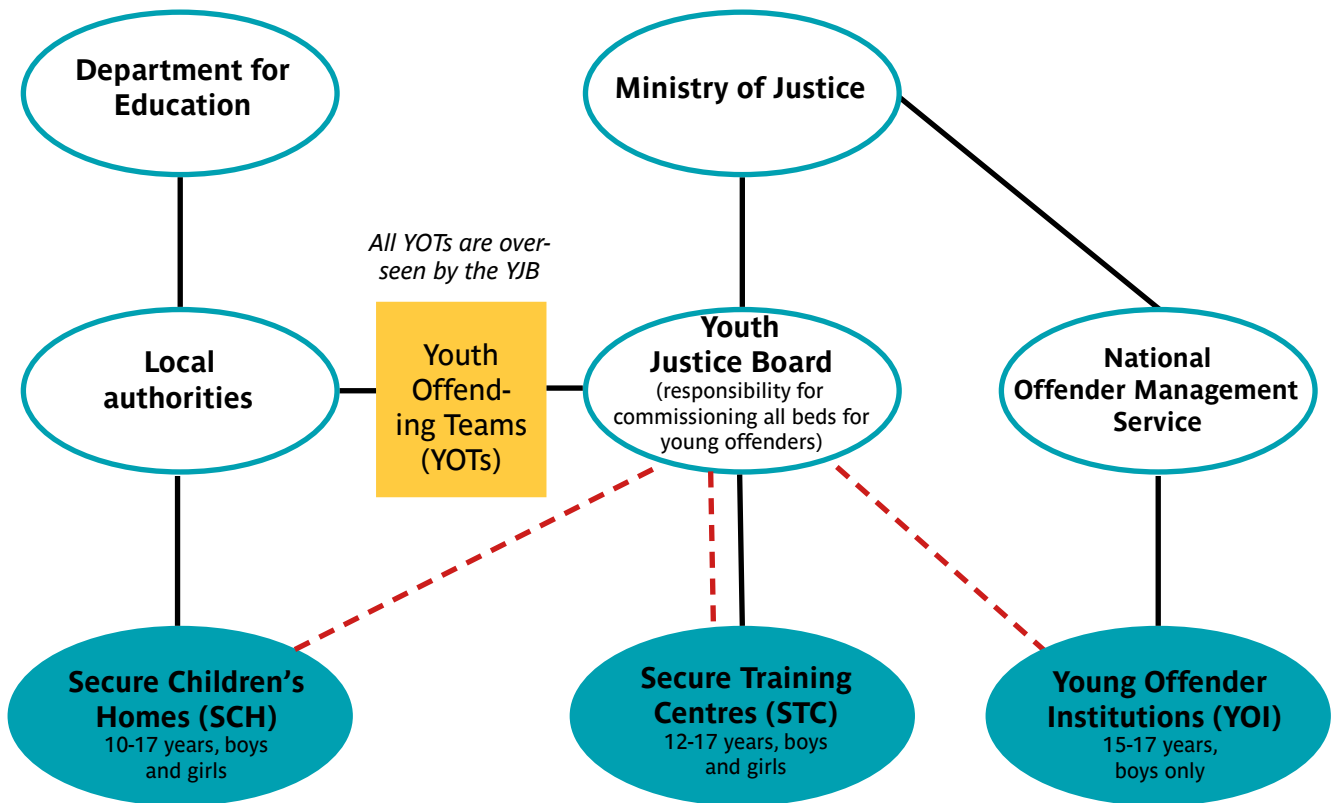 Department for
Education
Ministry of Justice
All YOTs are over-
seen by the YJB
Local
authorities
Youth
Offend-
ing Teams
(YOTs)
Youth
Justice Board
(responsibility for
commissioning all beds for
young offenders)
National
Offender Management
Service
Secure Children's
Homes (SCH)
10-17 years, boys
and girls
Secure Training
Centres (STC)
12-17 years, boys
and girls
Young Offender
Institutions (YOI)
15-17 years,
boys only